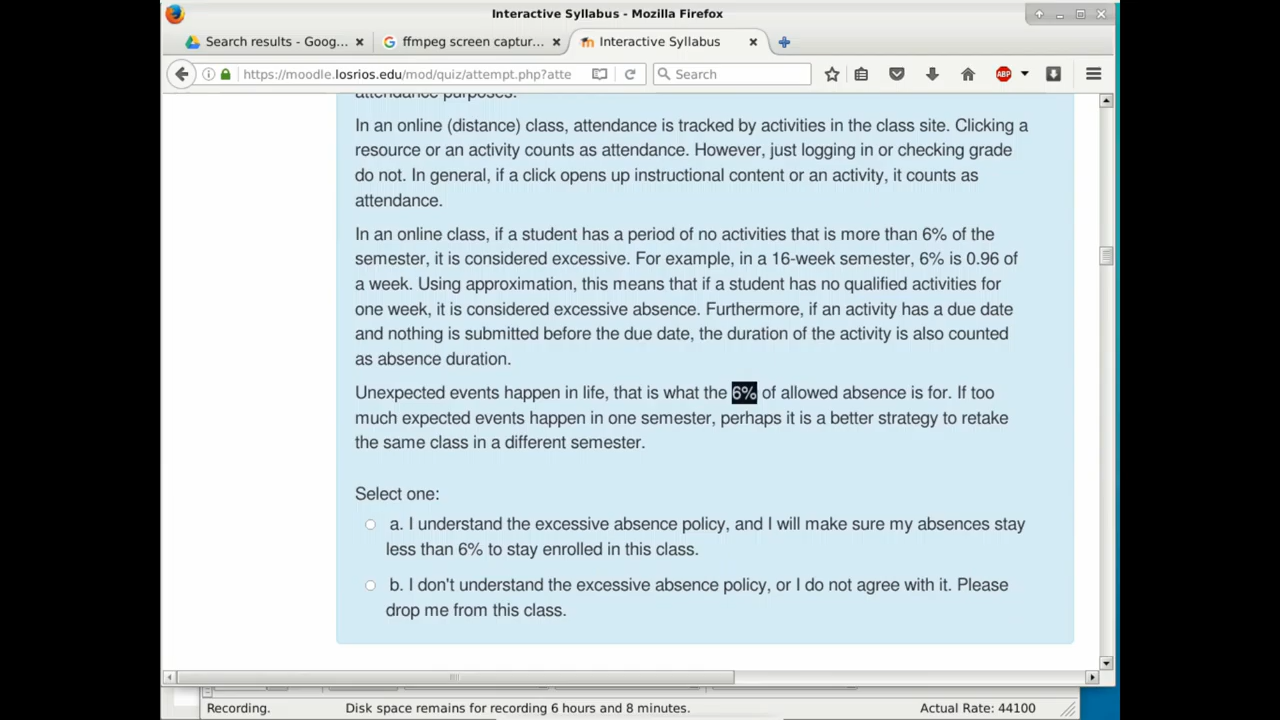 Interactive Syllabus - Mozilla Firefox
Search results - Goog...
ffmpeg screen captur...
Interactive Syllabus
https://moodle.losrios.edu/mod/quiz/attempt.php?atte
Search
ABP
attendance purposes.
In an online (distance) class, attendance is tracked by activities in the class site. Clicking a
resource or an activity counts as attendance. However, just logging in or checking grade
do not. In general, if a click opens up instructional content or an activity, it counts as
attendance.
In an online class, if a student has a period of no activities that is more than 6% of the
semester, it is considered excessive. For example, in a 16-week semester, 6% is 0.96 of
a week. Using approximation, this means that if a student has no qualified activities for
one week, it is considered excessive absence. Furthermore, if an activity has a due date
and nothing is submitted before the due date, the duration of the activity is also counted
as absence duration.
Unexpected events happen in life, that is what the 6% of allowed absence is for. If too
much expected events happen in one semester, perhaps it is a better strategy to retake
the same class in a different semester.
Select one:
a. I understand the excessive absence policy, and I will make sure my absences stay
less than 6% to stay enrolled in this class.
b. I don't understand the excessive absence policy, or I do not agree with it. Please
drop me from this class.
Recording.
Disk space remains for recording 6 hours and 8 minutes.
Actual Rate: 44100